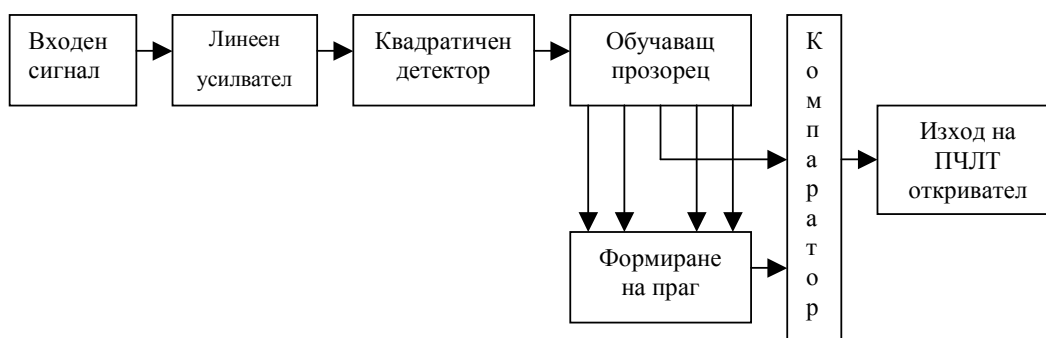 Входен
сигнал
Линеен
усилвател
Квадратичен
детектор
Обучаващ
прозорец
Формиране
на праг
К
о
м
п
а
р
а
т
о
р
Изход на
ПЧЛТ
откривател